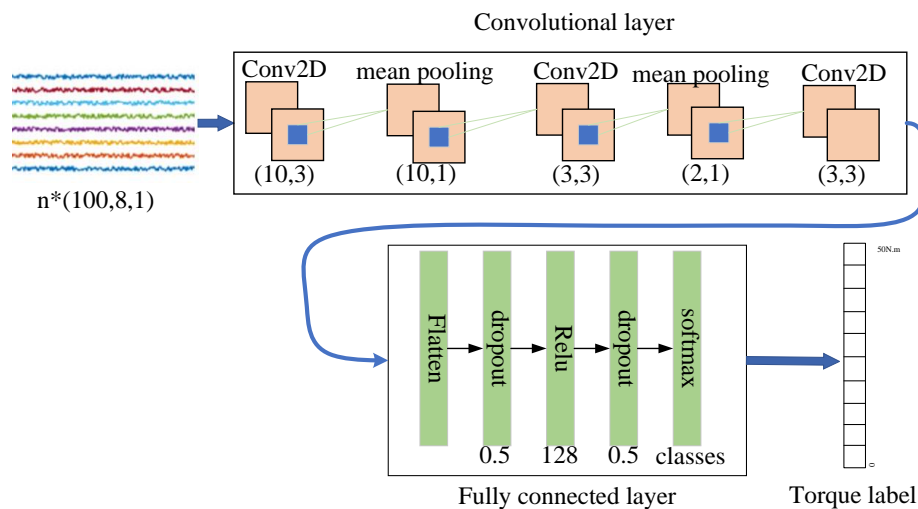 Convolutional layer
Conv2D
mean pooling
Conv2D
mean pooling
Conv2D
(10,3)
(10,1)
(3,3)
(2,1)
(3,3)
n*(100,8,1)
Flatten
dropout
Relu
dropout
softmax
0.5
128
0.5
classes
Fully connected layer
50N.m
0
Torque label